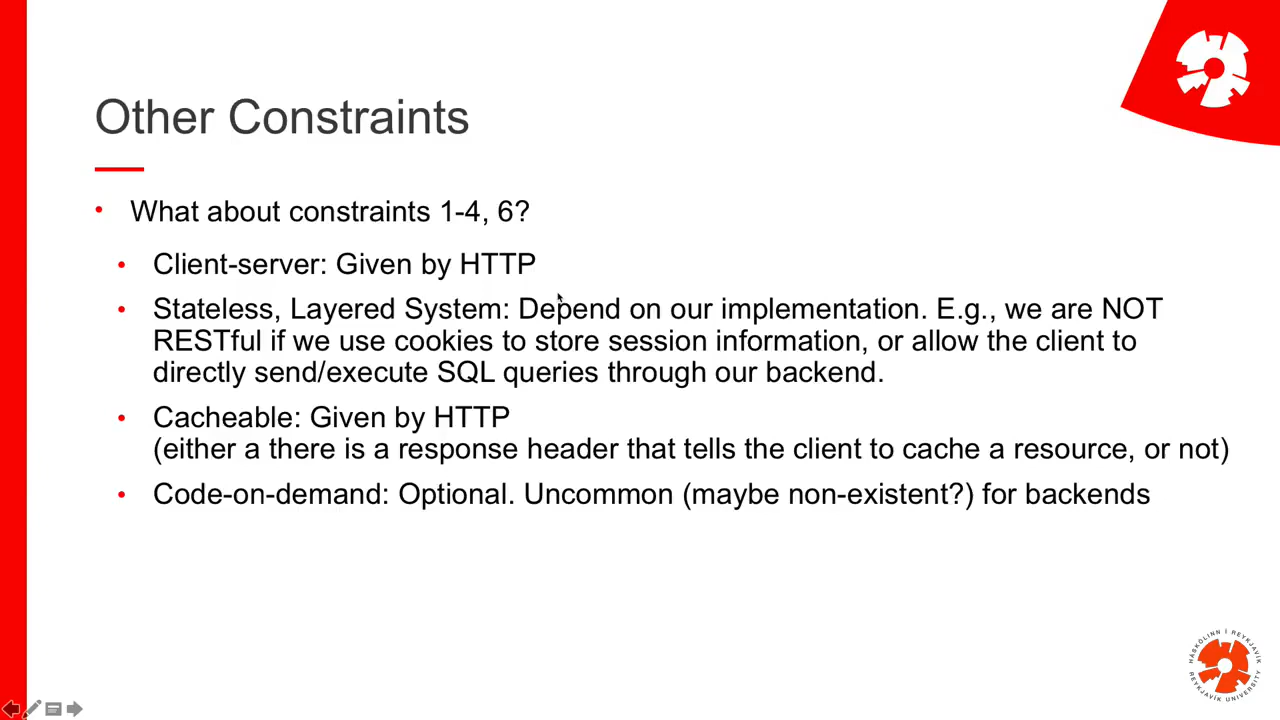 Other Constraints
What about constraints 1-4, 6?
Client-server: Given by HTTP
Stateless, Layered System: Depend on our implementation. E.g., we are NOT
RESTful if we use cookies to store session information, or allow the client to
directly send/execute SQL queries through our backend.
Cacheable: Given by HTTP
(either a there is a response header that tells the client to cache a resource, or not)
Code-on-demand: Optional. Uncommon (maybe non-existent?) for backends
HÁSKÓLINN Í REYKJAVÍK
REYKJAVÍK UNIVERSITY